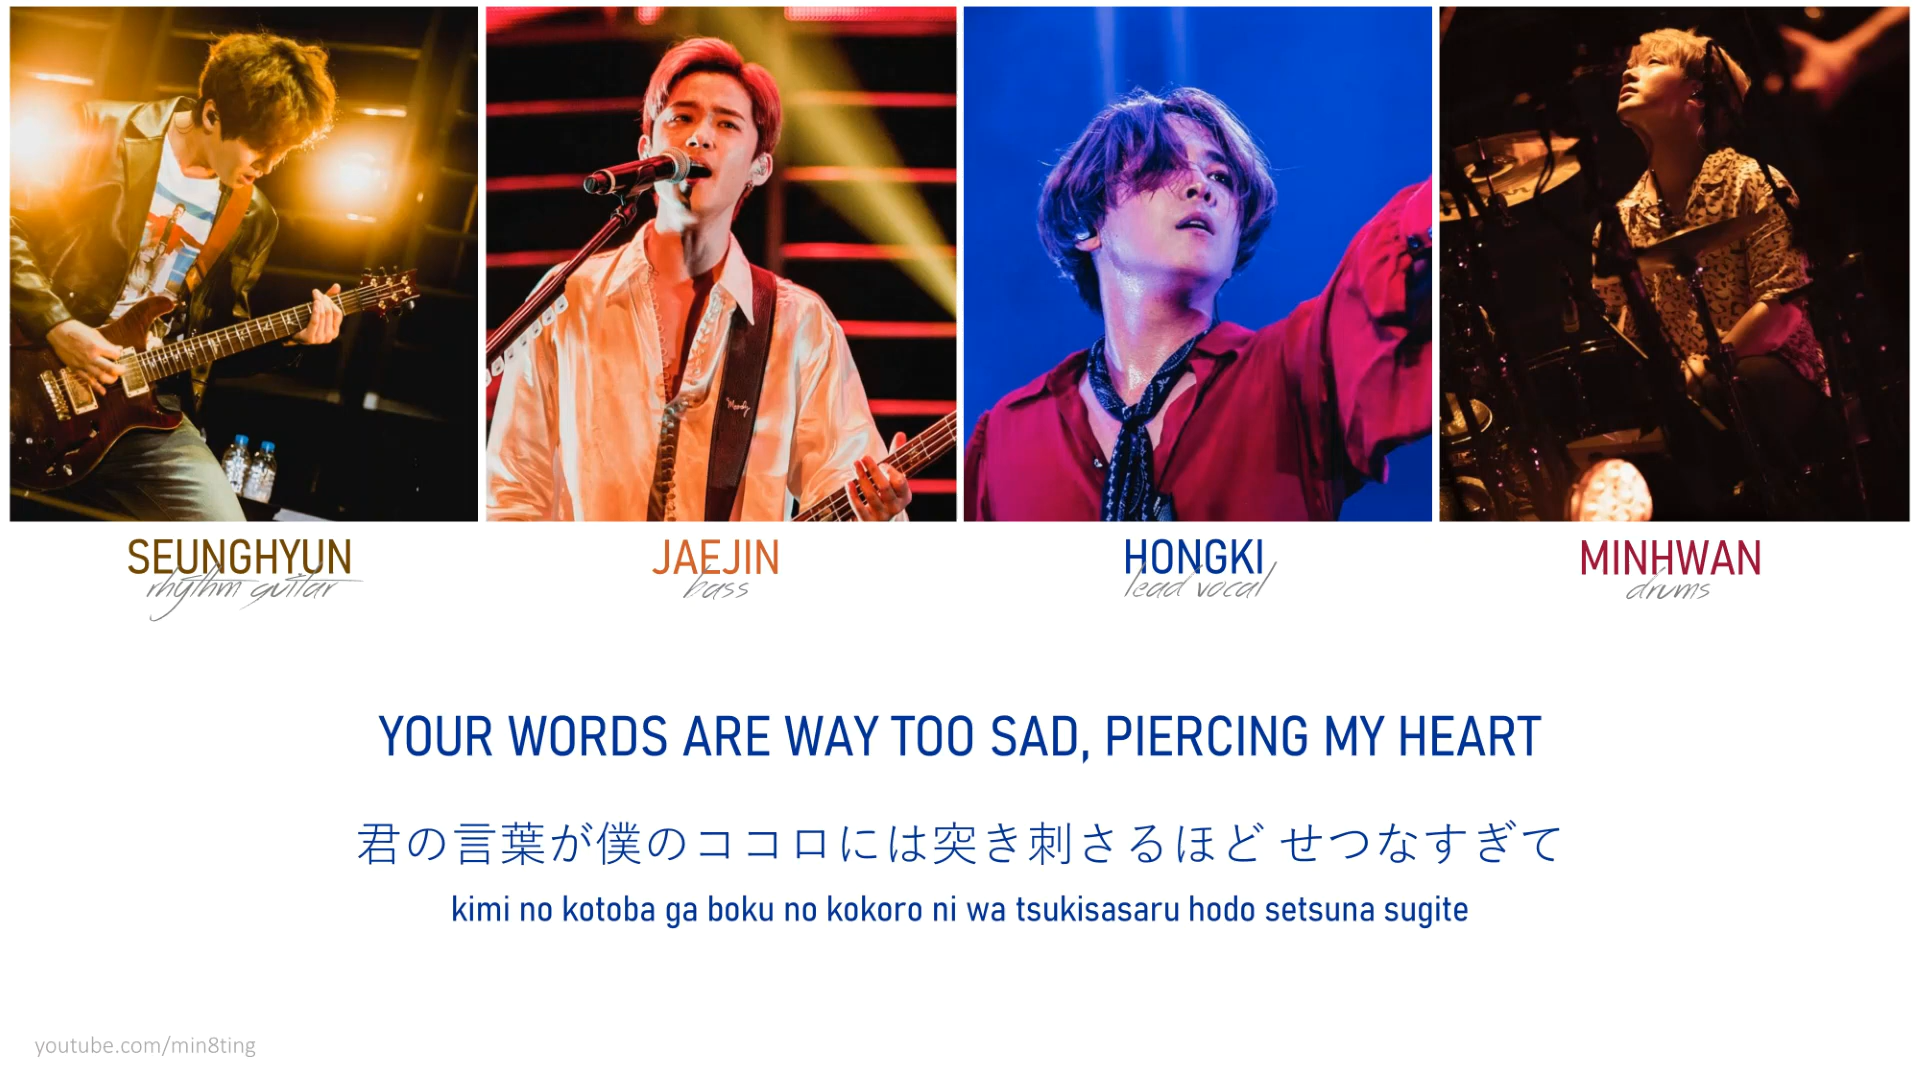 SEUNGHYUN
rhythm guitar
JAEJIN
bass
HONGKI
lead vocal
MINHWAN
drums
YOUR WORDS ARE WAY TOO SAD, PIERCING MY HEART
君の言葉が僕のココロには突き刺さるほど せつなすぎて
kimi no kotoba ga boku no kokoro ni wa tsukisasaru hodo setsuna sugite
youtube.com/min8ting